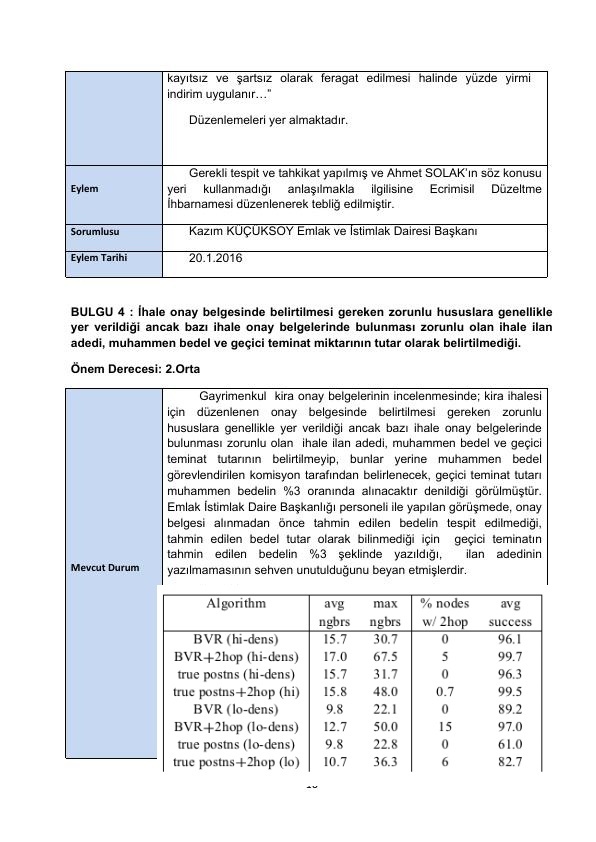 kayıtsız ve şartsız olarak feragat edilmesi halinde yüzde yirmi
indirim uygulanır…"
Düzenlemeleri yer almaktadır.
Eylem
Gerekli tespit ve tahkikat yapılmış ve Ahmet SOLAK'ın söz konusu
yeri kullanmadığı anlaşılmakla ilgilisine Ecrimisil Düzeltme
İhbarnamesi düzenlenerek tebliğ edilmiştir.
Sorumlusu
Kazım KÜÇÜKSOY Emlak ve İstimlak Dairesi Başkanı
Eylem Tarihi
20.1.2016
BULGU 4 : İhale onay belgesinde belirtilmesi gereken zorunlu hususlara genellikle
yer verildiği ancak bazı ihale onay belgelerinde bulunması zorunlu olan ihale ilan
adedi, muhammen bedel ve geçici teminat miktarının tutar olarak belirtilmediği.
Önem Derecesi: 2.Orta
Mevcut Durum
Gayrimenkul kira onay belgelerinin incelenmesinde; kira ihalesi
için düzenlenen onay belgesinde belirtilmesi gereken zorunlu
hususlara genellikle yer verildiği ancak bazı ihale onay belgelerinde
bulunması zorunlu olan ihale ilan adedi, muhammen bedel ve geçici
teminat tutarının belirtilmeyip, bunlar yerine muhammen bedel
görevlendirilen komisyon tarafından belirlenecek, geçici teminat tutarı
muhammen bedelin %3 oranında alınacaktır denildiği görülmüştür.
Emlak İstimlak Daire Başkanlığı personeli ile yapılan görüşmede, onay
belgesi alınmadan önce tahmin edilen bedelin tespit edilmediği,
tahmin edilen bedel tutar olarak bilinmediği için geçici teminatın
tahmin edilen bedelin %3 şeklinde yazıldığı, ilan adedinin
yazılmamasının sehven unutulduğunu beyan etmişlerdir.
Algorithm avg max % nodes avg
ngbrs ngbrs w/ 2hop success
BVR (hi-dens) 15.7 30.7 0 96.1
BVR+2hop (hi-dens) 17.0 67.5 5 99.7
true postns (hi-dens) 15.7 31.7 0 96.3
true postns+2hop (hi) 15.8 48.0 0.7 99.5
BVR (lo-dens) 9.8 22.1 0 89.2
BVR+2hop (lo-dens) 12.7 50.0 15 97.0
true postns (lo-dens) 9.8 22.8 0 61.0
true postns+2hop (lo) 10.7 36.3 6 82.7